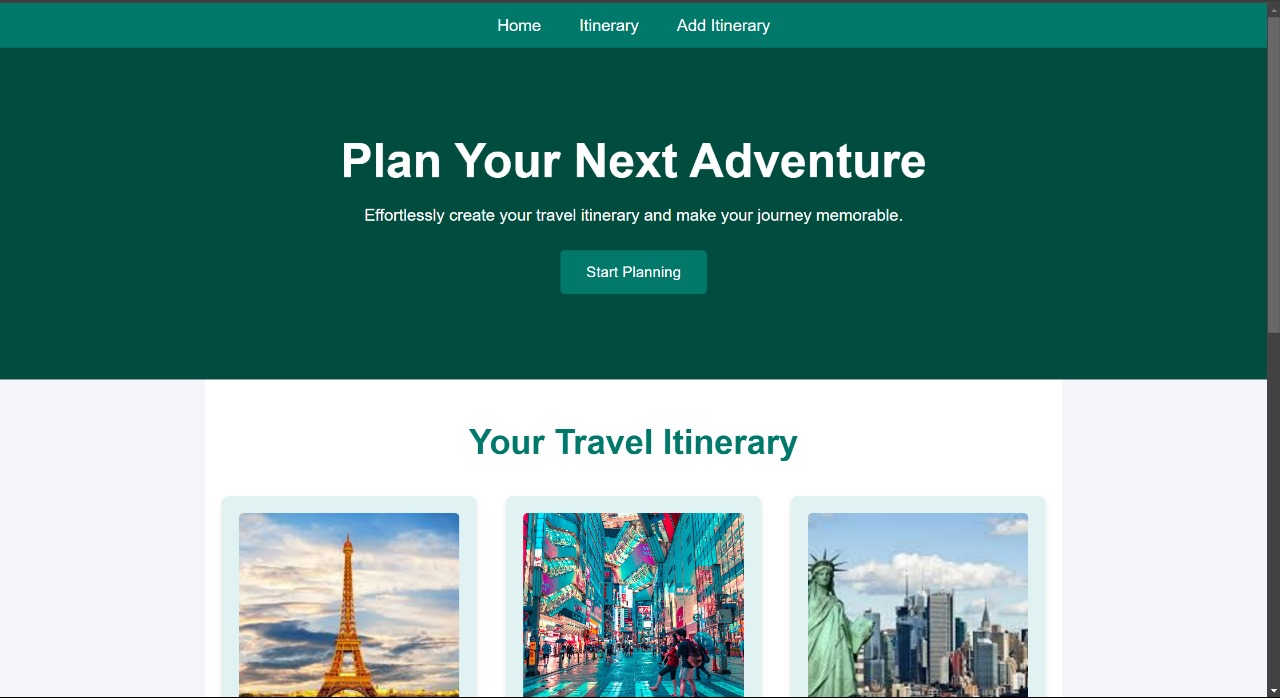 Home Itinerary Add Itinerary
Plan Your Next Adventure
Effortlessly create your travel itinerary and make your journey memorable.
Start Planning
Your Travel Itinerary